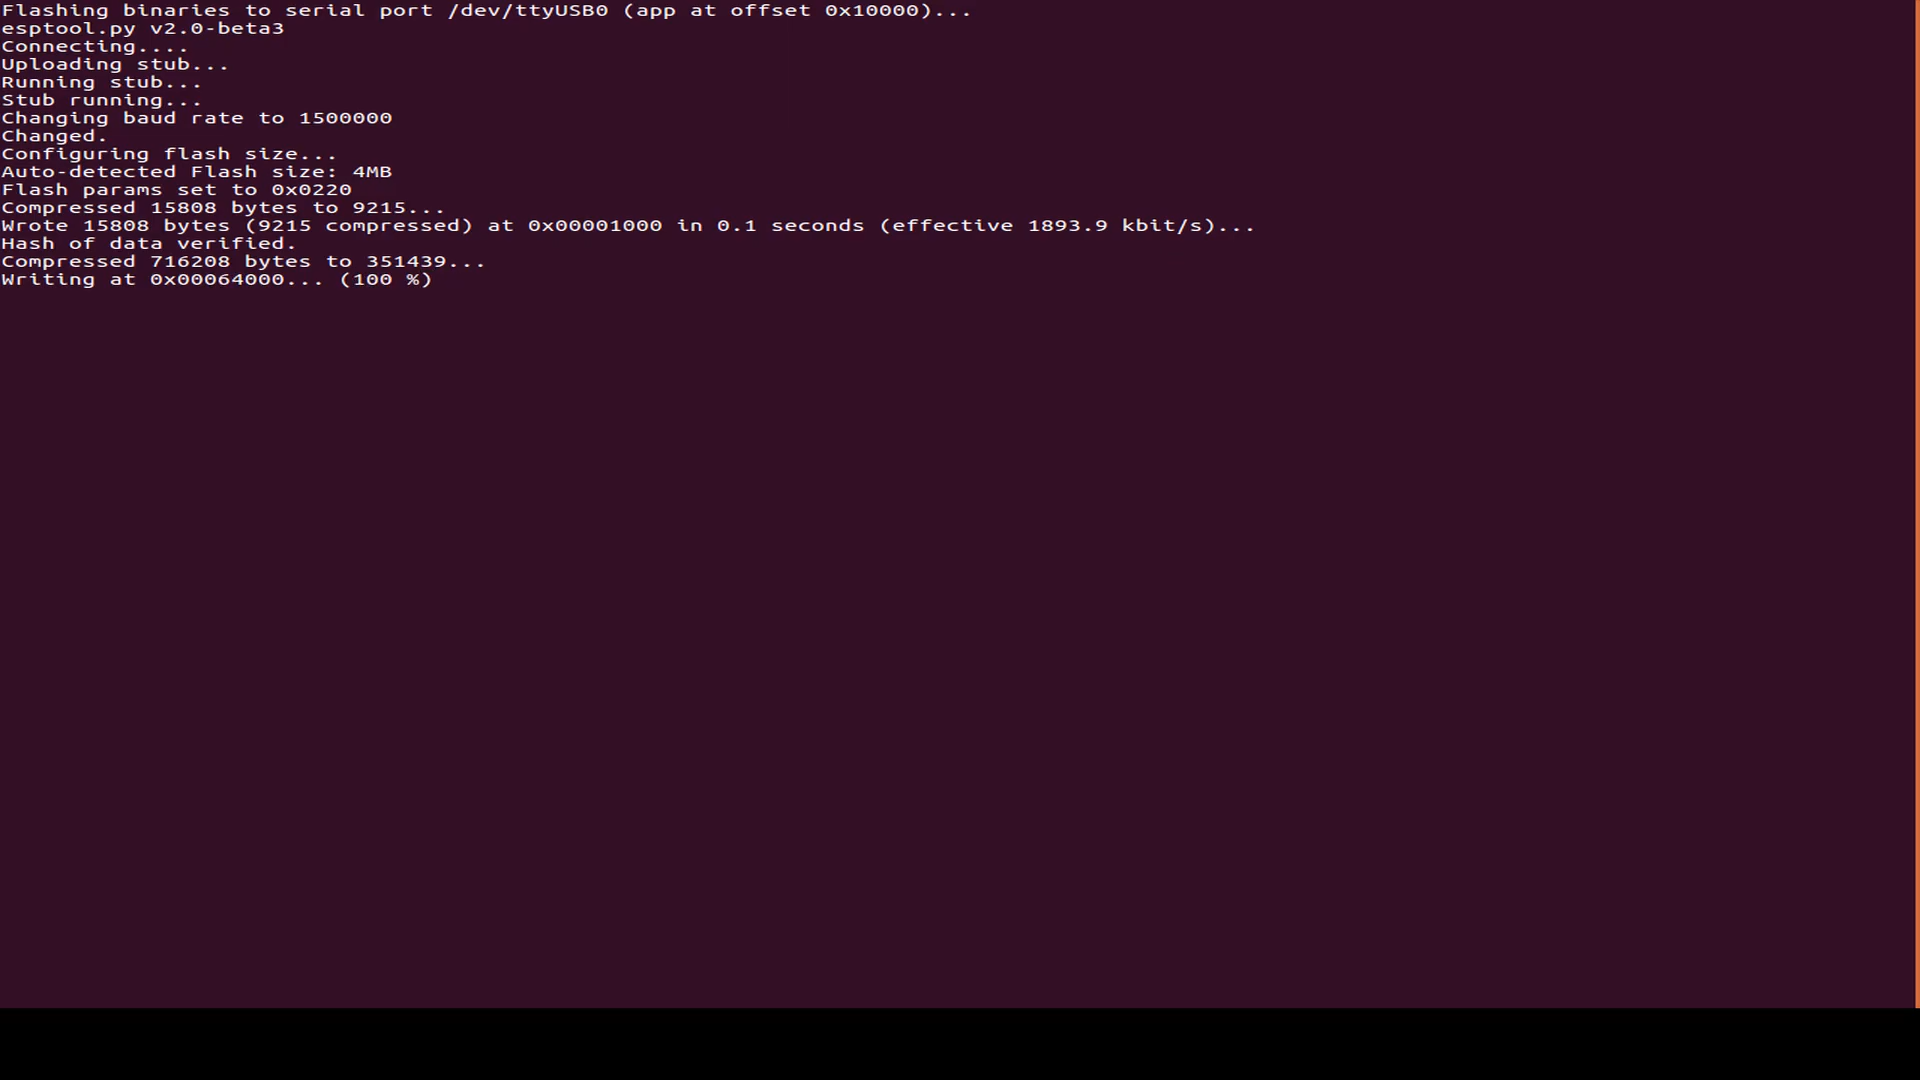 Flashing binaries to serial port /dev/ttyUSB0 (app at offset 0x10000)...
esptool.py v2.0-beta3
Connecting....
Uploading stub...
Running stub...
Stub running...
Changing baud rate to 1500000
Changed.
Configuring flash size...
Auto-detected Flash size: 4MB
Flash params set to 0x0220
Compressed 15808 bytes to 9215...
Wrote 15808 bytes (9215 compressed) at 0x00001000 in 0.1 seconds (effective 1893.9 kbit/s)...
Hash of data verified.
Compressed 716208 bytes to 351439...
Writing at 0x00064000... (100 %)